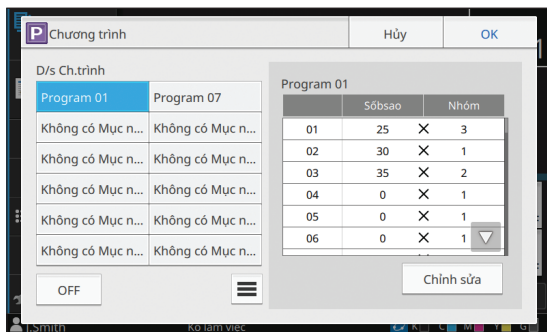 P Chương trình
Hủy
OK
D/s Ch.trình
Program 01 Program 07
Không có Mục n... Không có Mục n...
Không có Mục n... Không có Mục n...
Không có Mục n... Không có Mục n...
Không có Mục n... Không có Mục n...
Không có Mục n... Không có Mục n...
OFF
Program 01
Sốbsao Nhóm
01 25 X 3
02 30 X 1
03 35 X 2
04 0 X 1
05 0 X 1
06 0 X 1
Chỉnh sửa
J.Smith Ko làm việc K C M Y G